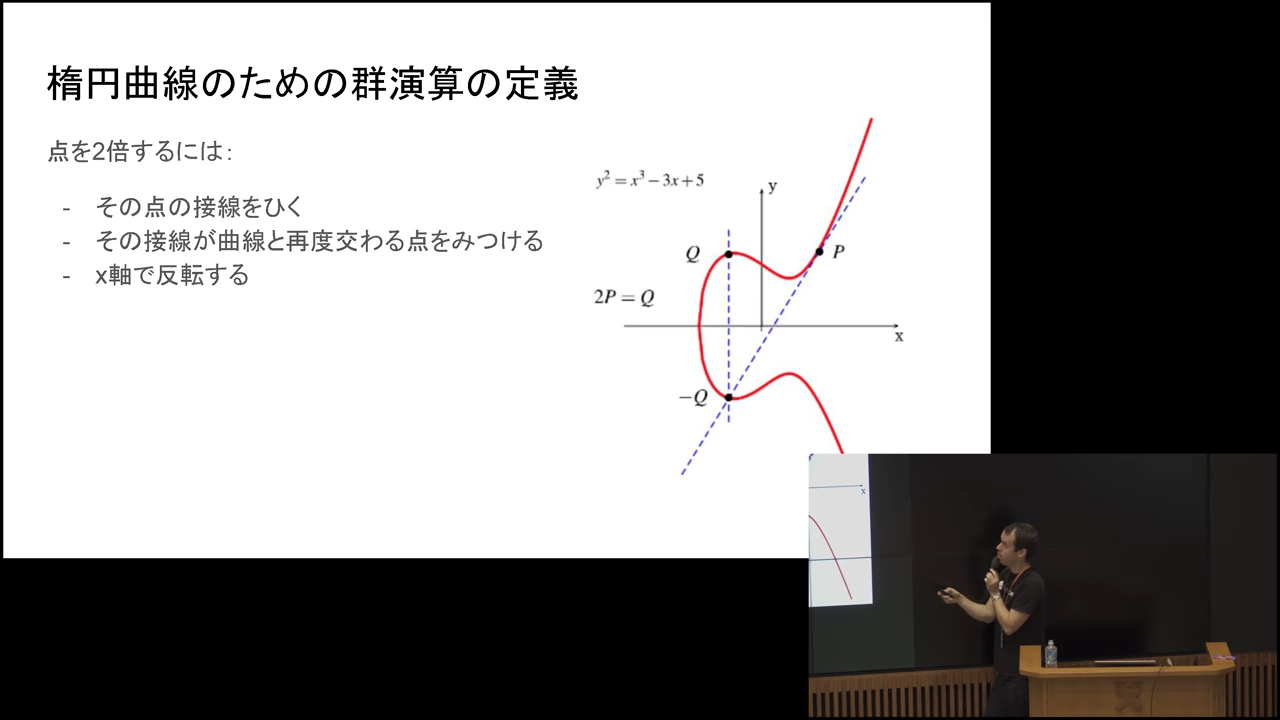 楕円曲線のための群演算の定義
点を2倍するには：
- その点の接線をひく
- その接線が曲線と再度交わる点をみつける
- x軸で反転する
y² = x³ − 3x + 5
y
Q
P
2P = Q
x
−Q
x